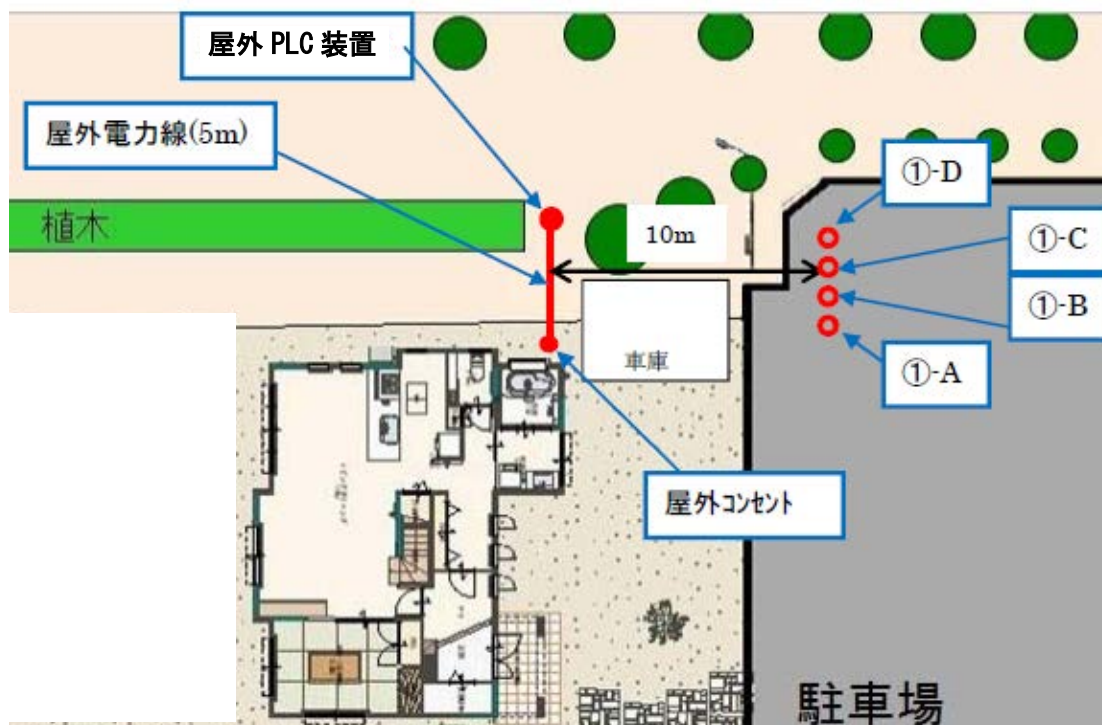 屋外 PLC 装置
屋外電力線(5m)
植木
10m
①-D
①-C
①-B
①-A
車庫
屋外コンセント
駐車場